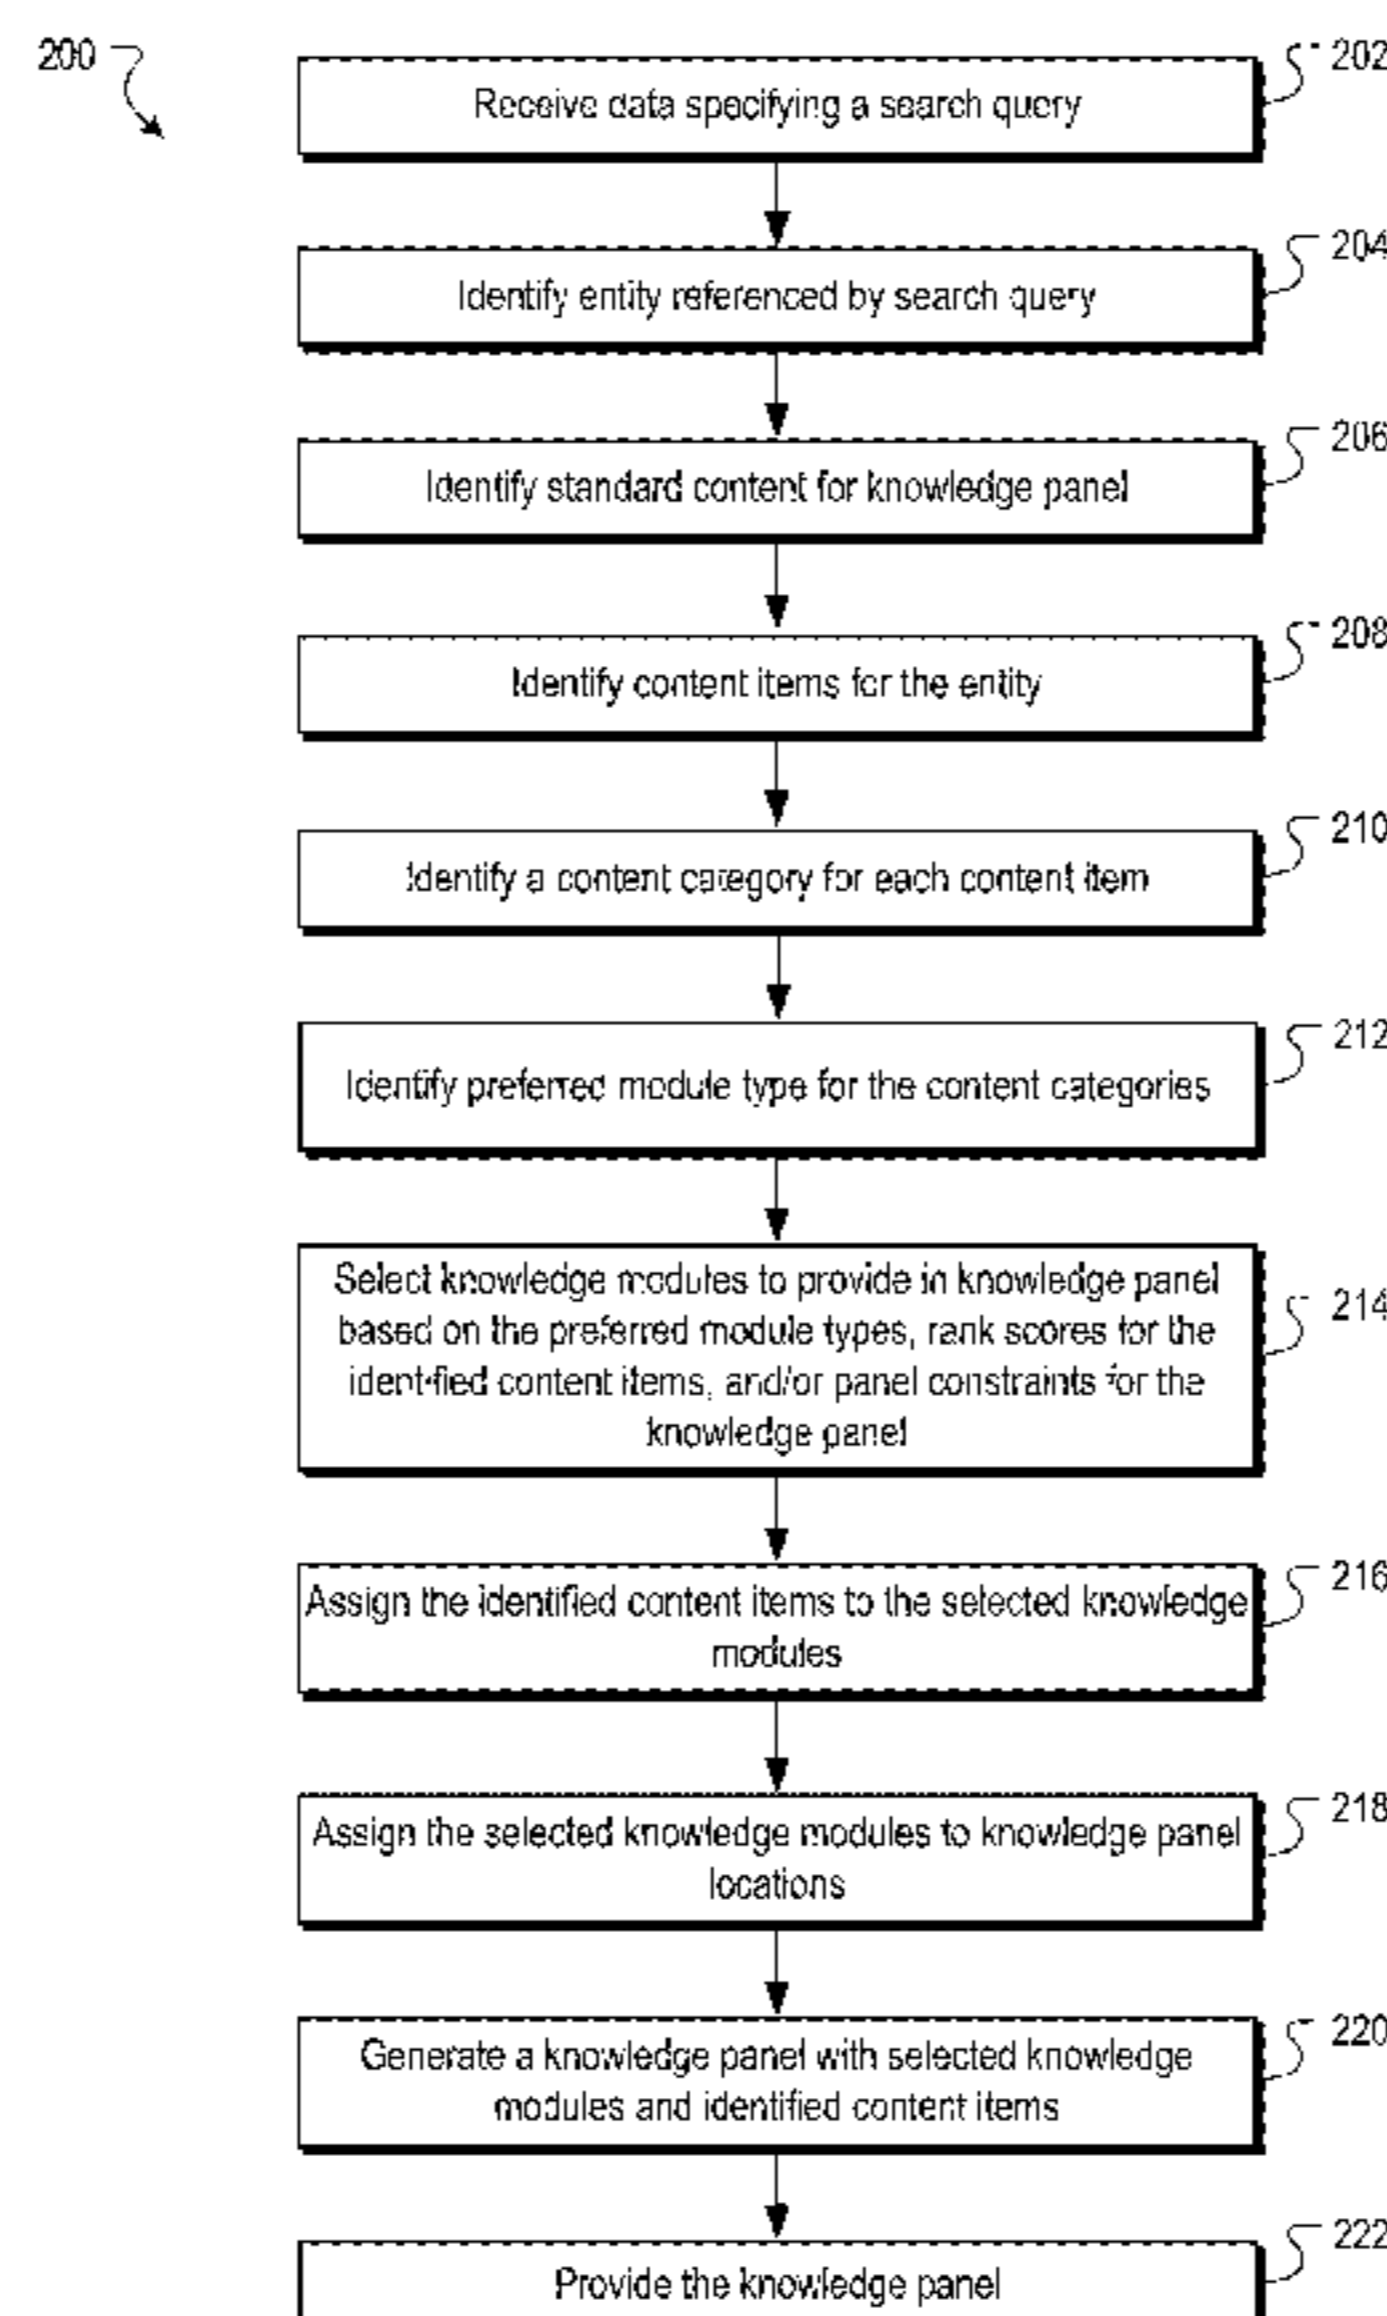 200
202
Receive data specifying a search query
204
Identify entity referenced by search query
206
Identify standard content for knowledge panel
208
Identify content items for the entity
210
Identify a content category for each content item
212
Identify preferred module type for the content categories
214
Select knowledge modules to provide in knowledge panel
based on the preferred module types, rank scores for the
identified content items, and/or panel constraints for the
knowledge panel
216
Assign the identified content items to the selected knowledge
modules
218
Assign the selected knowledge modules to knowledge panel
locations
220
Generate a knowledge panel with selected knowledge
modules and identified content items
222
Provide the knowledge panel